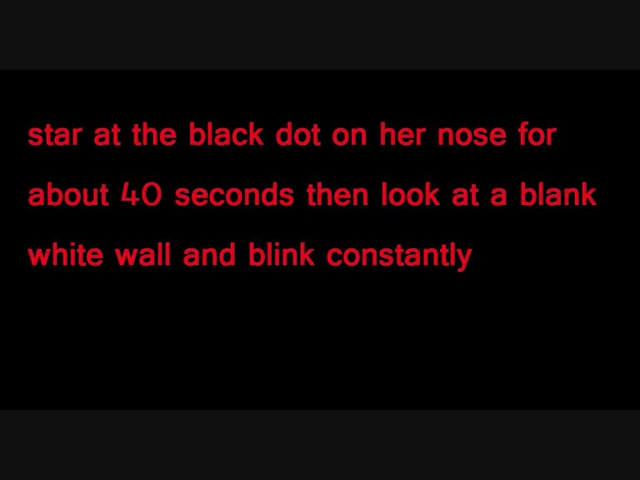 star at the black dot on her nose for
about 40 seconds then look at a blank
white wall and blink constantly